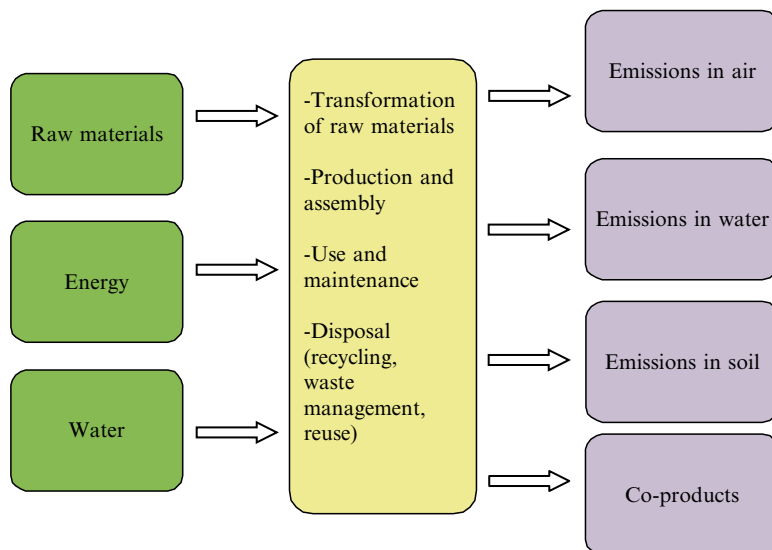 Raw materials
Energy
Water
-Transformation
of raw materials
-Production and
assembly
-Use and
maintenance
-Disposal
(recycling,
waste
management,
reuse)
Emissions in air
Emissions in water
Emissions in soil
Co-products